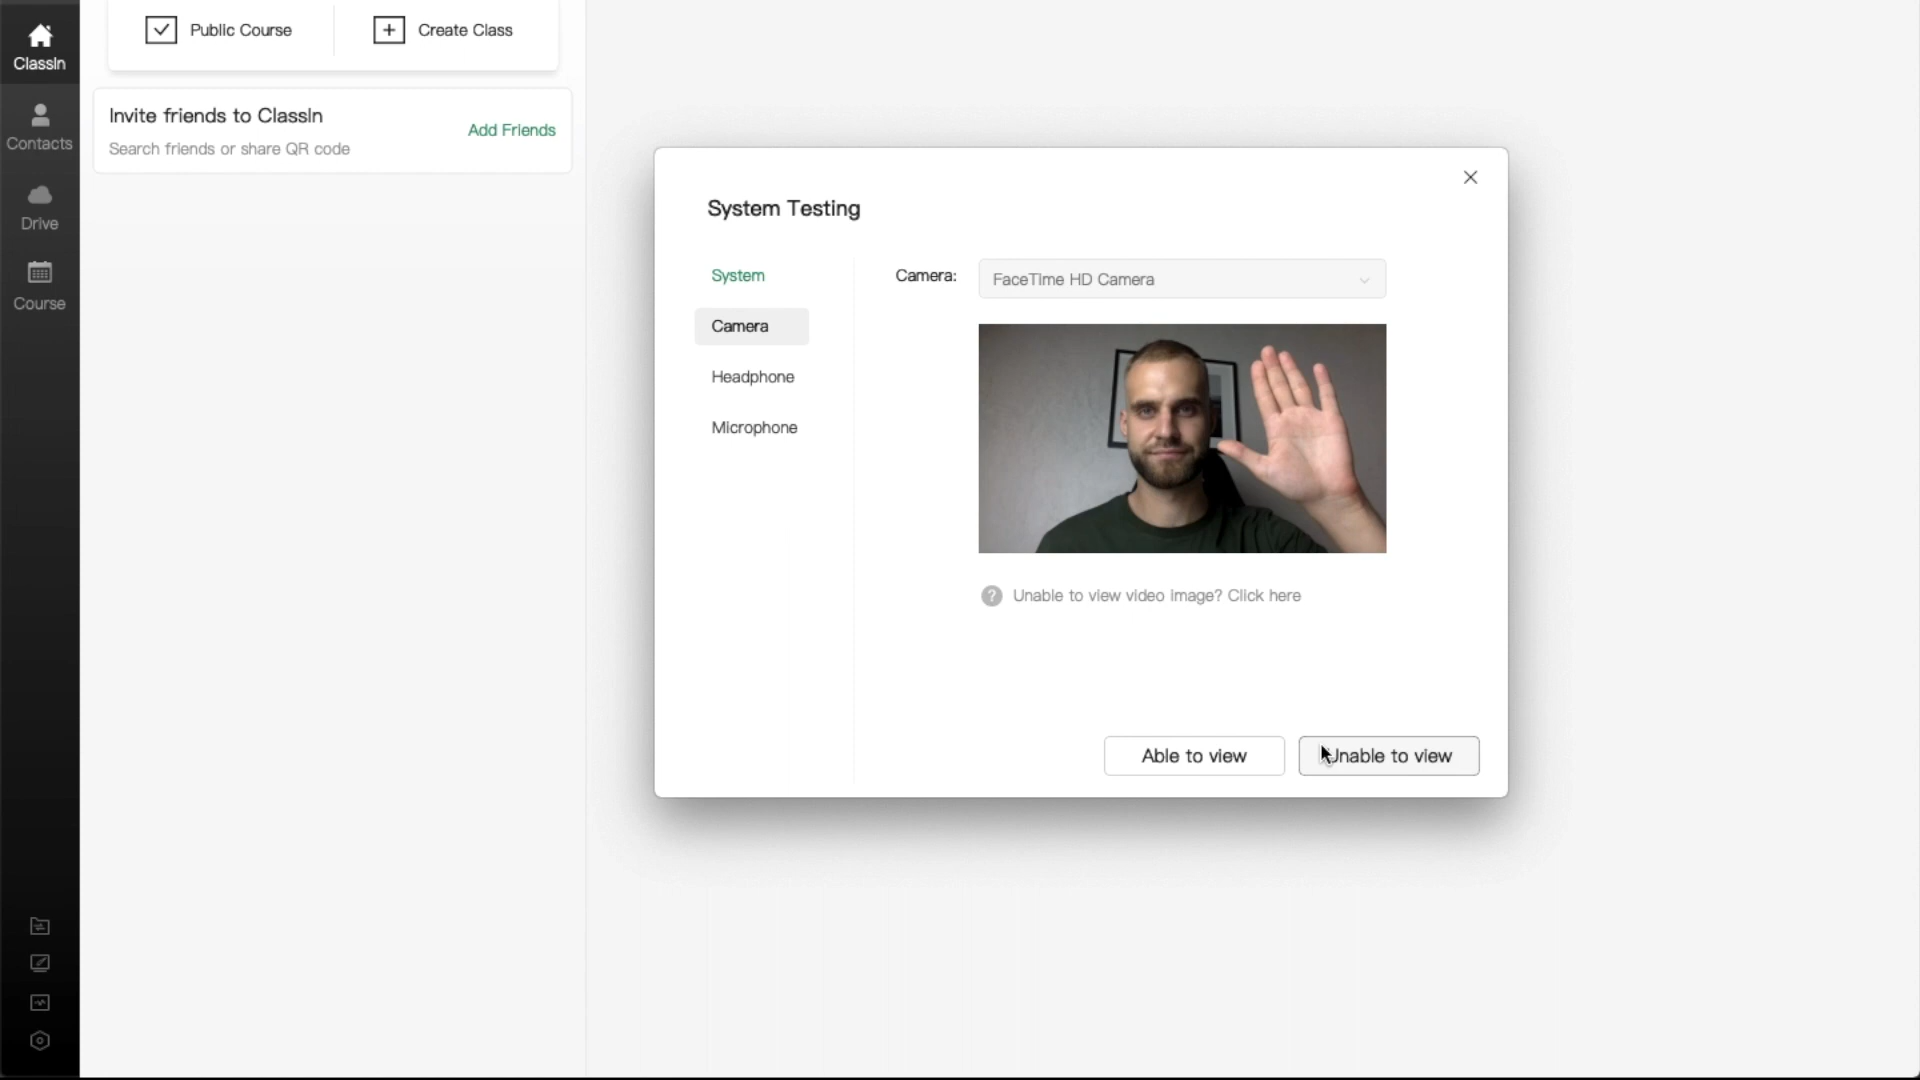 ClassIn
Contacts
Drive
Course
Public Course
Create Class
Invite friends to ClassIn
Search friends or share QR code
Add Friends
System Testing
System
Camera
Headphone
Microphone
Camera:
FaceTime HD Camera
? Unable to view video image? Click here
Able to view
Unable to view